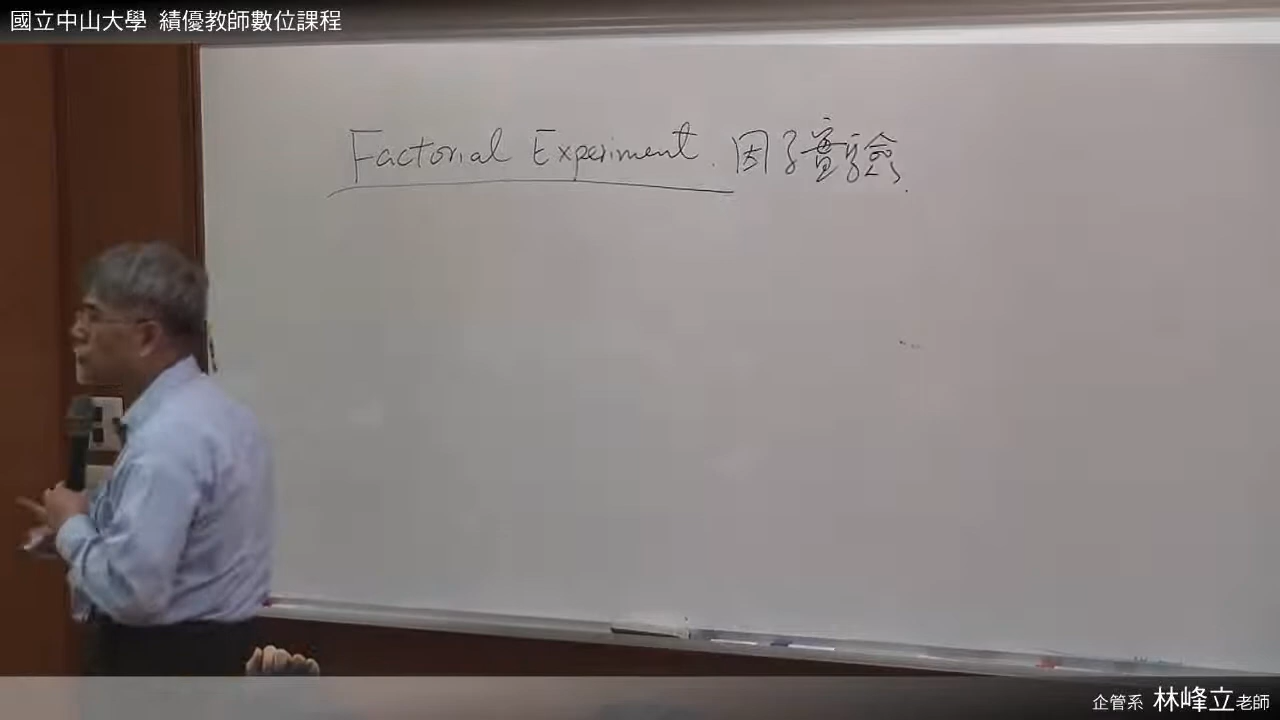 國立中山大學 績優教師數位課程
Factorial Experiment. 因子實驗.
企管系 林峰立老師